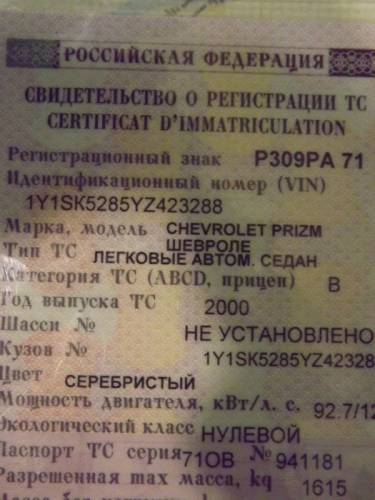 РОССИЙСКАЯ ФЕДЕРАЦИЯ
СВИДЕТЕЛЬСТВО О РЕГИСТРАЦИИ ТС
CERTIFICAT D'IMMATRICULATION
Регистрационный знак Р309РА 71
Идентификационный номер (VIN)
1Y1SK5285YZ423288
Марка, модель CHEVROLET PRIZM
ШЕВРОЛЕ
Тип ТС ЛЕГКОВЫЕ АВТОМ. СЕДАН
Категория ТС (ABCD, прицеп) B
Год выпуска ТС 2000
Шасси № НЕ УСТАНОВЛЕНО
Кузов № 1Y1SK5285YZ42328
Цвет СЕРЕБРИСТЫЙ
Мощность двигателя, кВт/л. с. 92.7/12
Экологический класс НУЛЕВОЙ
Паспорт ТС серия 71ОВ № 941181
Разрешенная max масса, kg 1615